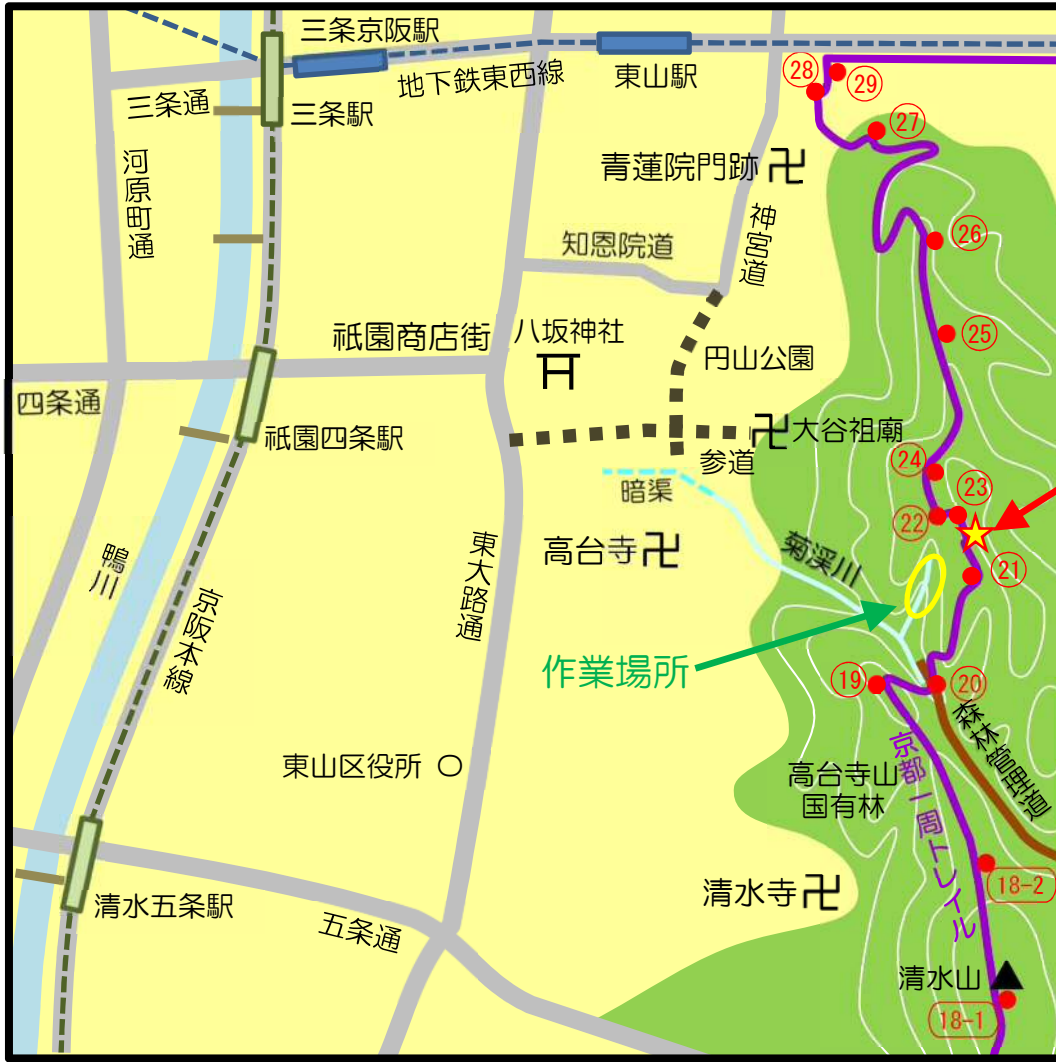 三条京阪駅
地下鉄東西線
東山駅
三条通
三条駅
河原町通
28
29
27
青蓮院門跡
神宮道
知恩院道
26
祇園商店街
八坂神社
円山公園
25
四条通
祇園四条駅
大谷祖廟
参道
24
23
22
暗渠
高台寺
菊渓川
21
鴨川
京阪本線
東大路通
作業場所
19
20
森林管理道
東山区役所
高台寺山
国有林
京都一周トレイル
18-2
清水五条駅
五条通
清水寺
清水山
18-1